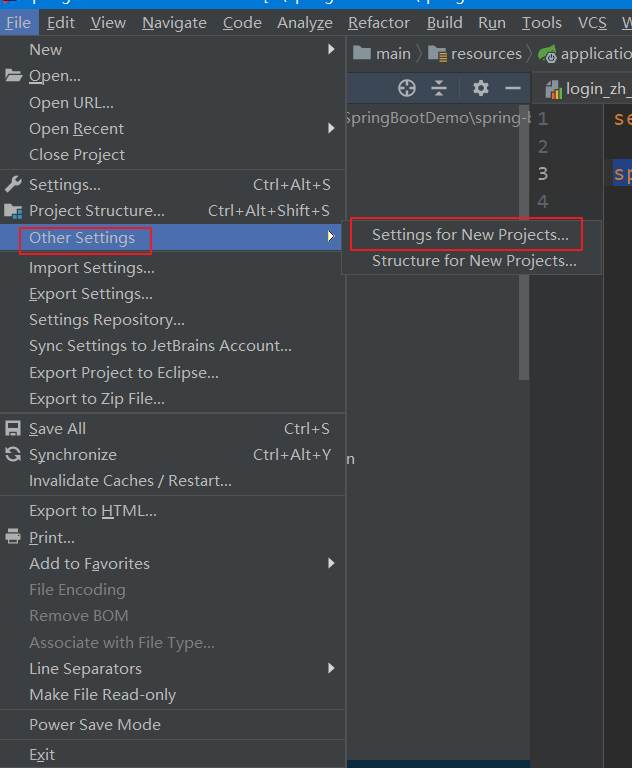 File Edit View Navigate Code Analyze Refactor Build Run Tools VCS
New
main resources applicatio
Open...
Open URL...
login_zh_
Open Recent
SpringBootDemo\spring-b
1 se
Close Project
2
3 sp
Settings... Ctrl+Alt+S
4
Project Structure... Ctrl+Alt+Shift+S
Other Settings
Settings for New Projects...
Structure for New Projects...
Import Settings...
Export Settings...
Settings Repository...
Sync Settings to JetBrains Account...
Export Project to Eclipse...
Export to Zip File...
Save All Ctrl+S
Synchronize Ctrl+Alt+Y
n
Invalidate Caches / Restart...
Export to HTML...
Print...
Add to Favorites
File Encoding
Remove BOM
Associate with File Type...
Line Separators
Make File Read-only
Power Save Mode
Exit